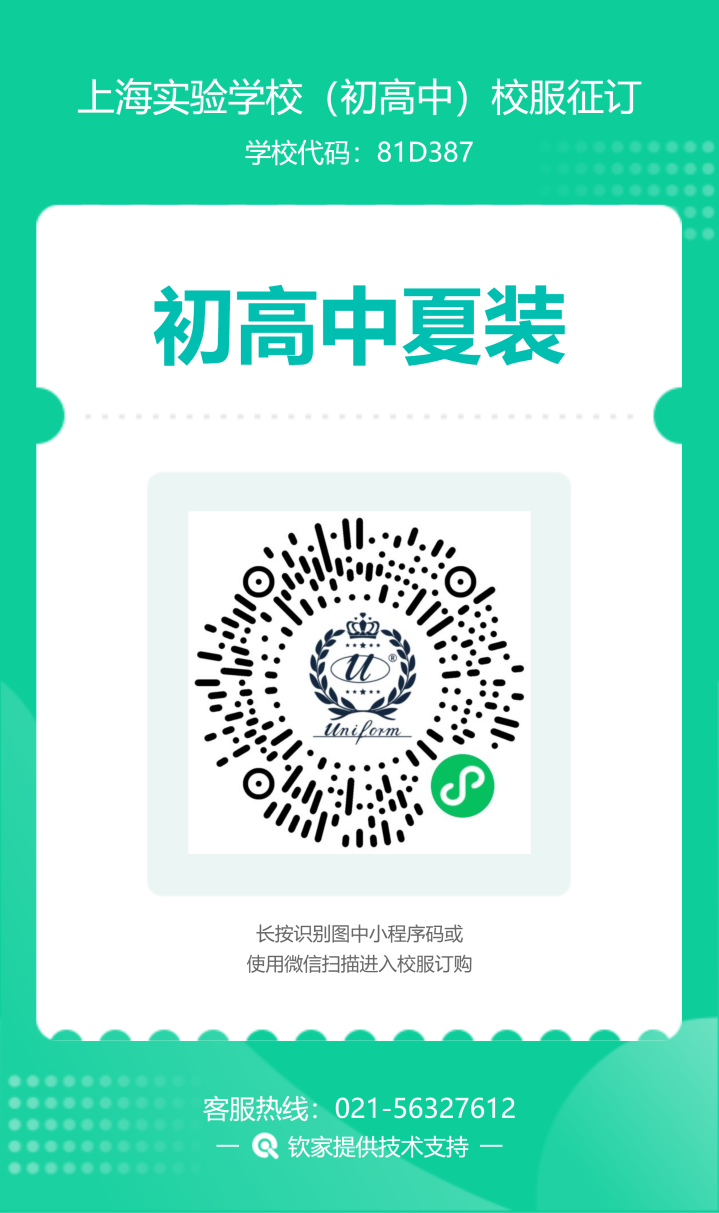 上海实验学校（初高中）校服征订
学校代码：81D387
初高中夏装
U®
Uniform
长按识别图中小程序码或
使用微信扫描进入校服订购
客服热线：021-56327612
— 钦家提供技术支持 —